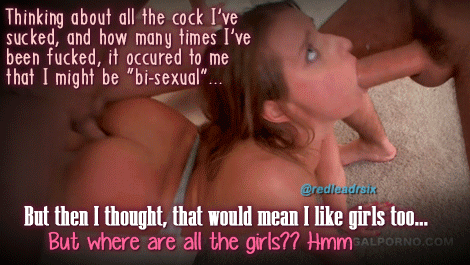 Thinking about all the cock I've
sucked, and how many times I've
been fucked, it occured to me
that I might be "bi-sexual"...
@redleadrsix
But then I thought, that would mean I like girls too...
But where are all the girls?? Hmm
GALPORNO.COM